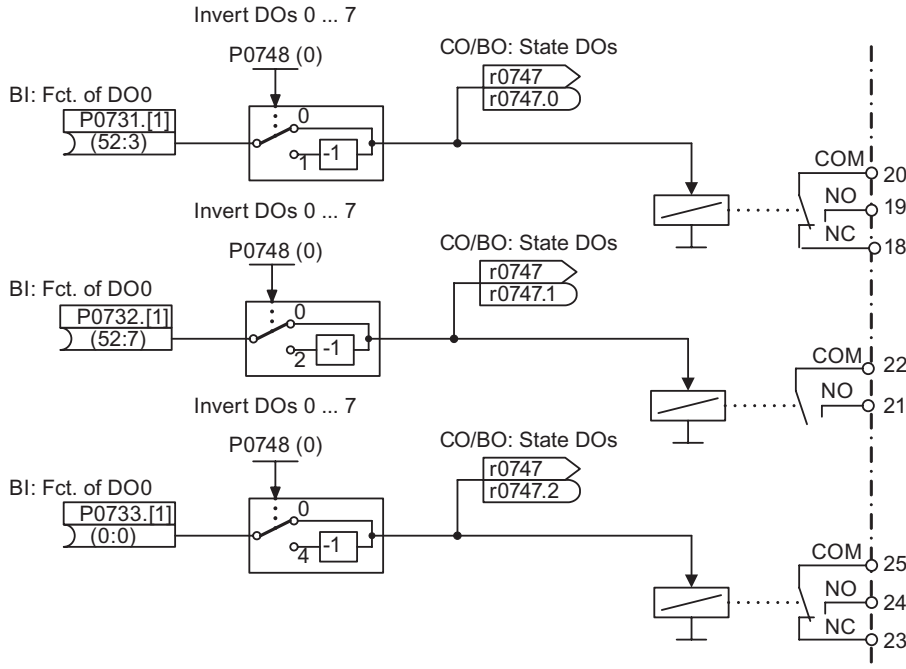 Invert DOs 0 ... 7
P0748 (0)
CO/BO: State DOs
r0747
r0747.0
BI: Fct. of DO0
P0731.[1]
(52:3)
0
1
-1
COM
20
NO
19
NC
18
Invert DOs 0 ... 7
P0748 (0)
CO/BO: State DOs
r0747
r0747.1
BI: Fct. of DO0
P0732.[1]
(52:7)
0
2
-1
COM
22
NO
21
Invert DOs 0 ... 7
P0748 (0)
CO/BO: State DOs
r0747
r0747.2
BI: Fct. of DO0
P0733.[1]
(0:0)
0
4
-1
COM
25
NO
24
NC
23